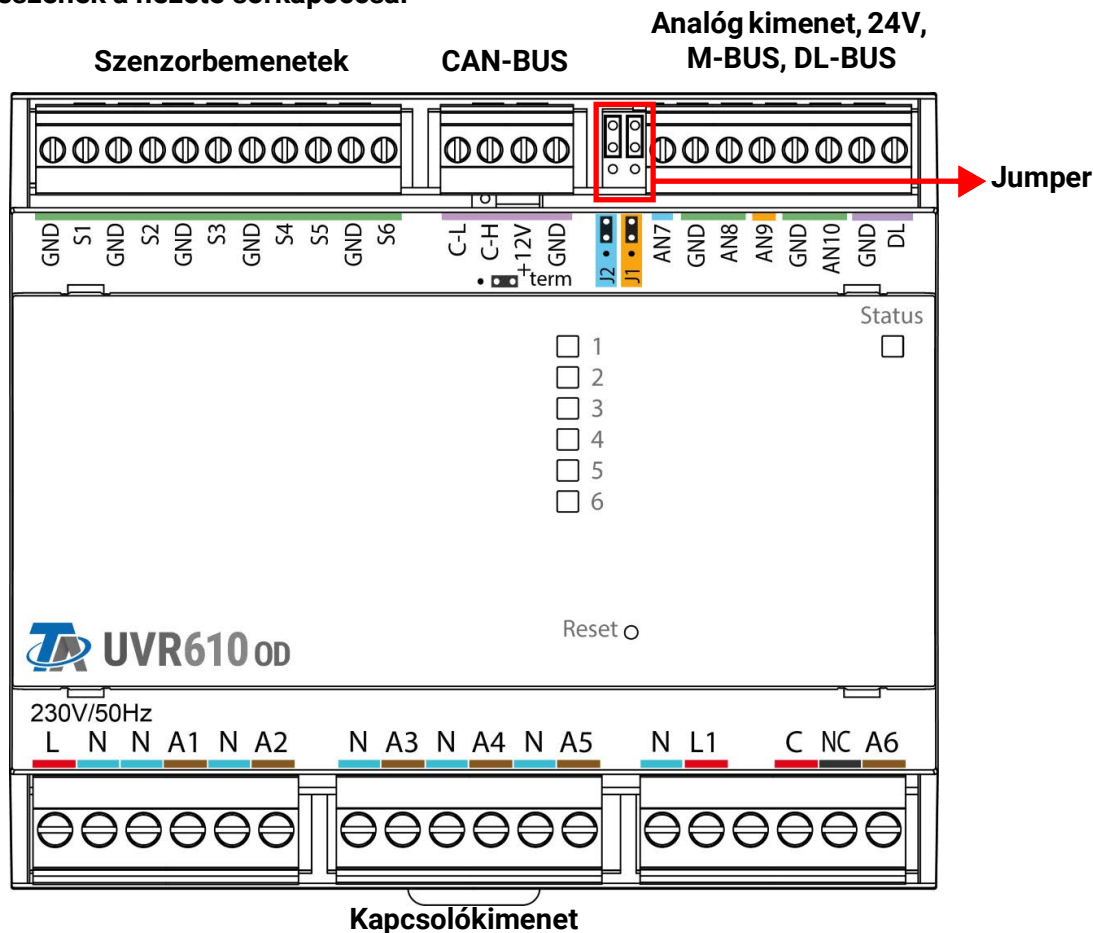 Analóg kimenet, 24V,
M-BUS, DL-BUS
Szenzorbemenetek
CAN-BUS
Jumper
GND S1 GND S2 GND S3 GND S4 S5 GND S6
C-L C-H +12V GND
term
J2 J1
AN7 GND AN8 AN9 GND AN10 GND DL
Status
1
2
3
4
5
6
TA UVR610 OD
Reset
230V/50Hz
L N N A1 N A2 N A3 N A4 N A5 N L1 C NC A6
Kapcsolókimenet